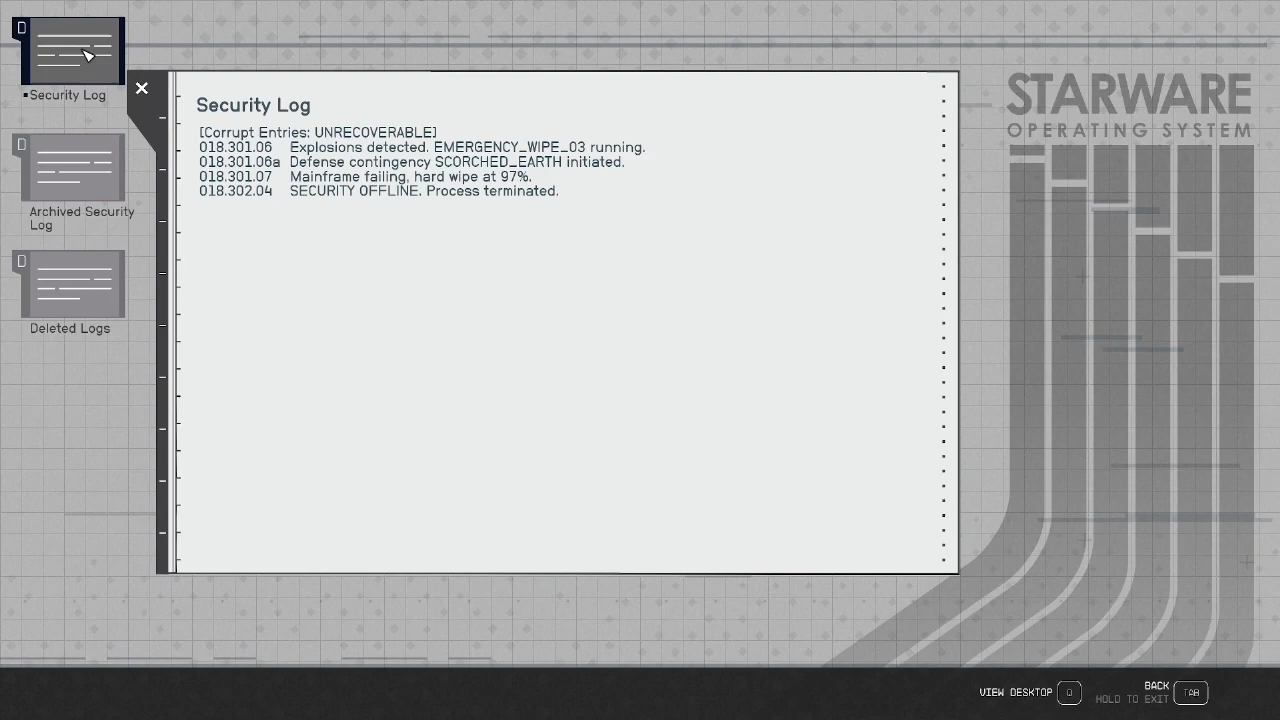 Security Log
Archived Security
Log
Deleted Logs
Security Log
[Corrupt Entries: UNRECOVERABLE]
018.301.06 Explosions detected. EMERGENCY_WIPE_03 running.
018.301.06a Defense contingency SCORCHED_EARTH initiated.
018.301.07 Mainframe failing, hard wipe at 97%.
018.302.04 SECURITY OFFLINE. Process terminated.
STARWARE
OPERATING SYSTEM
VIEW DESKTOP Q
BACK
HOLD TO EXIT TAB